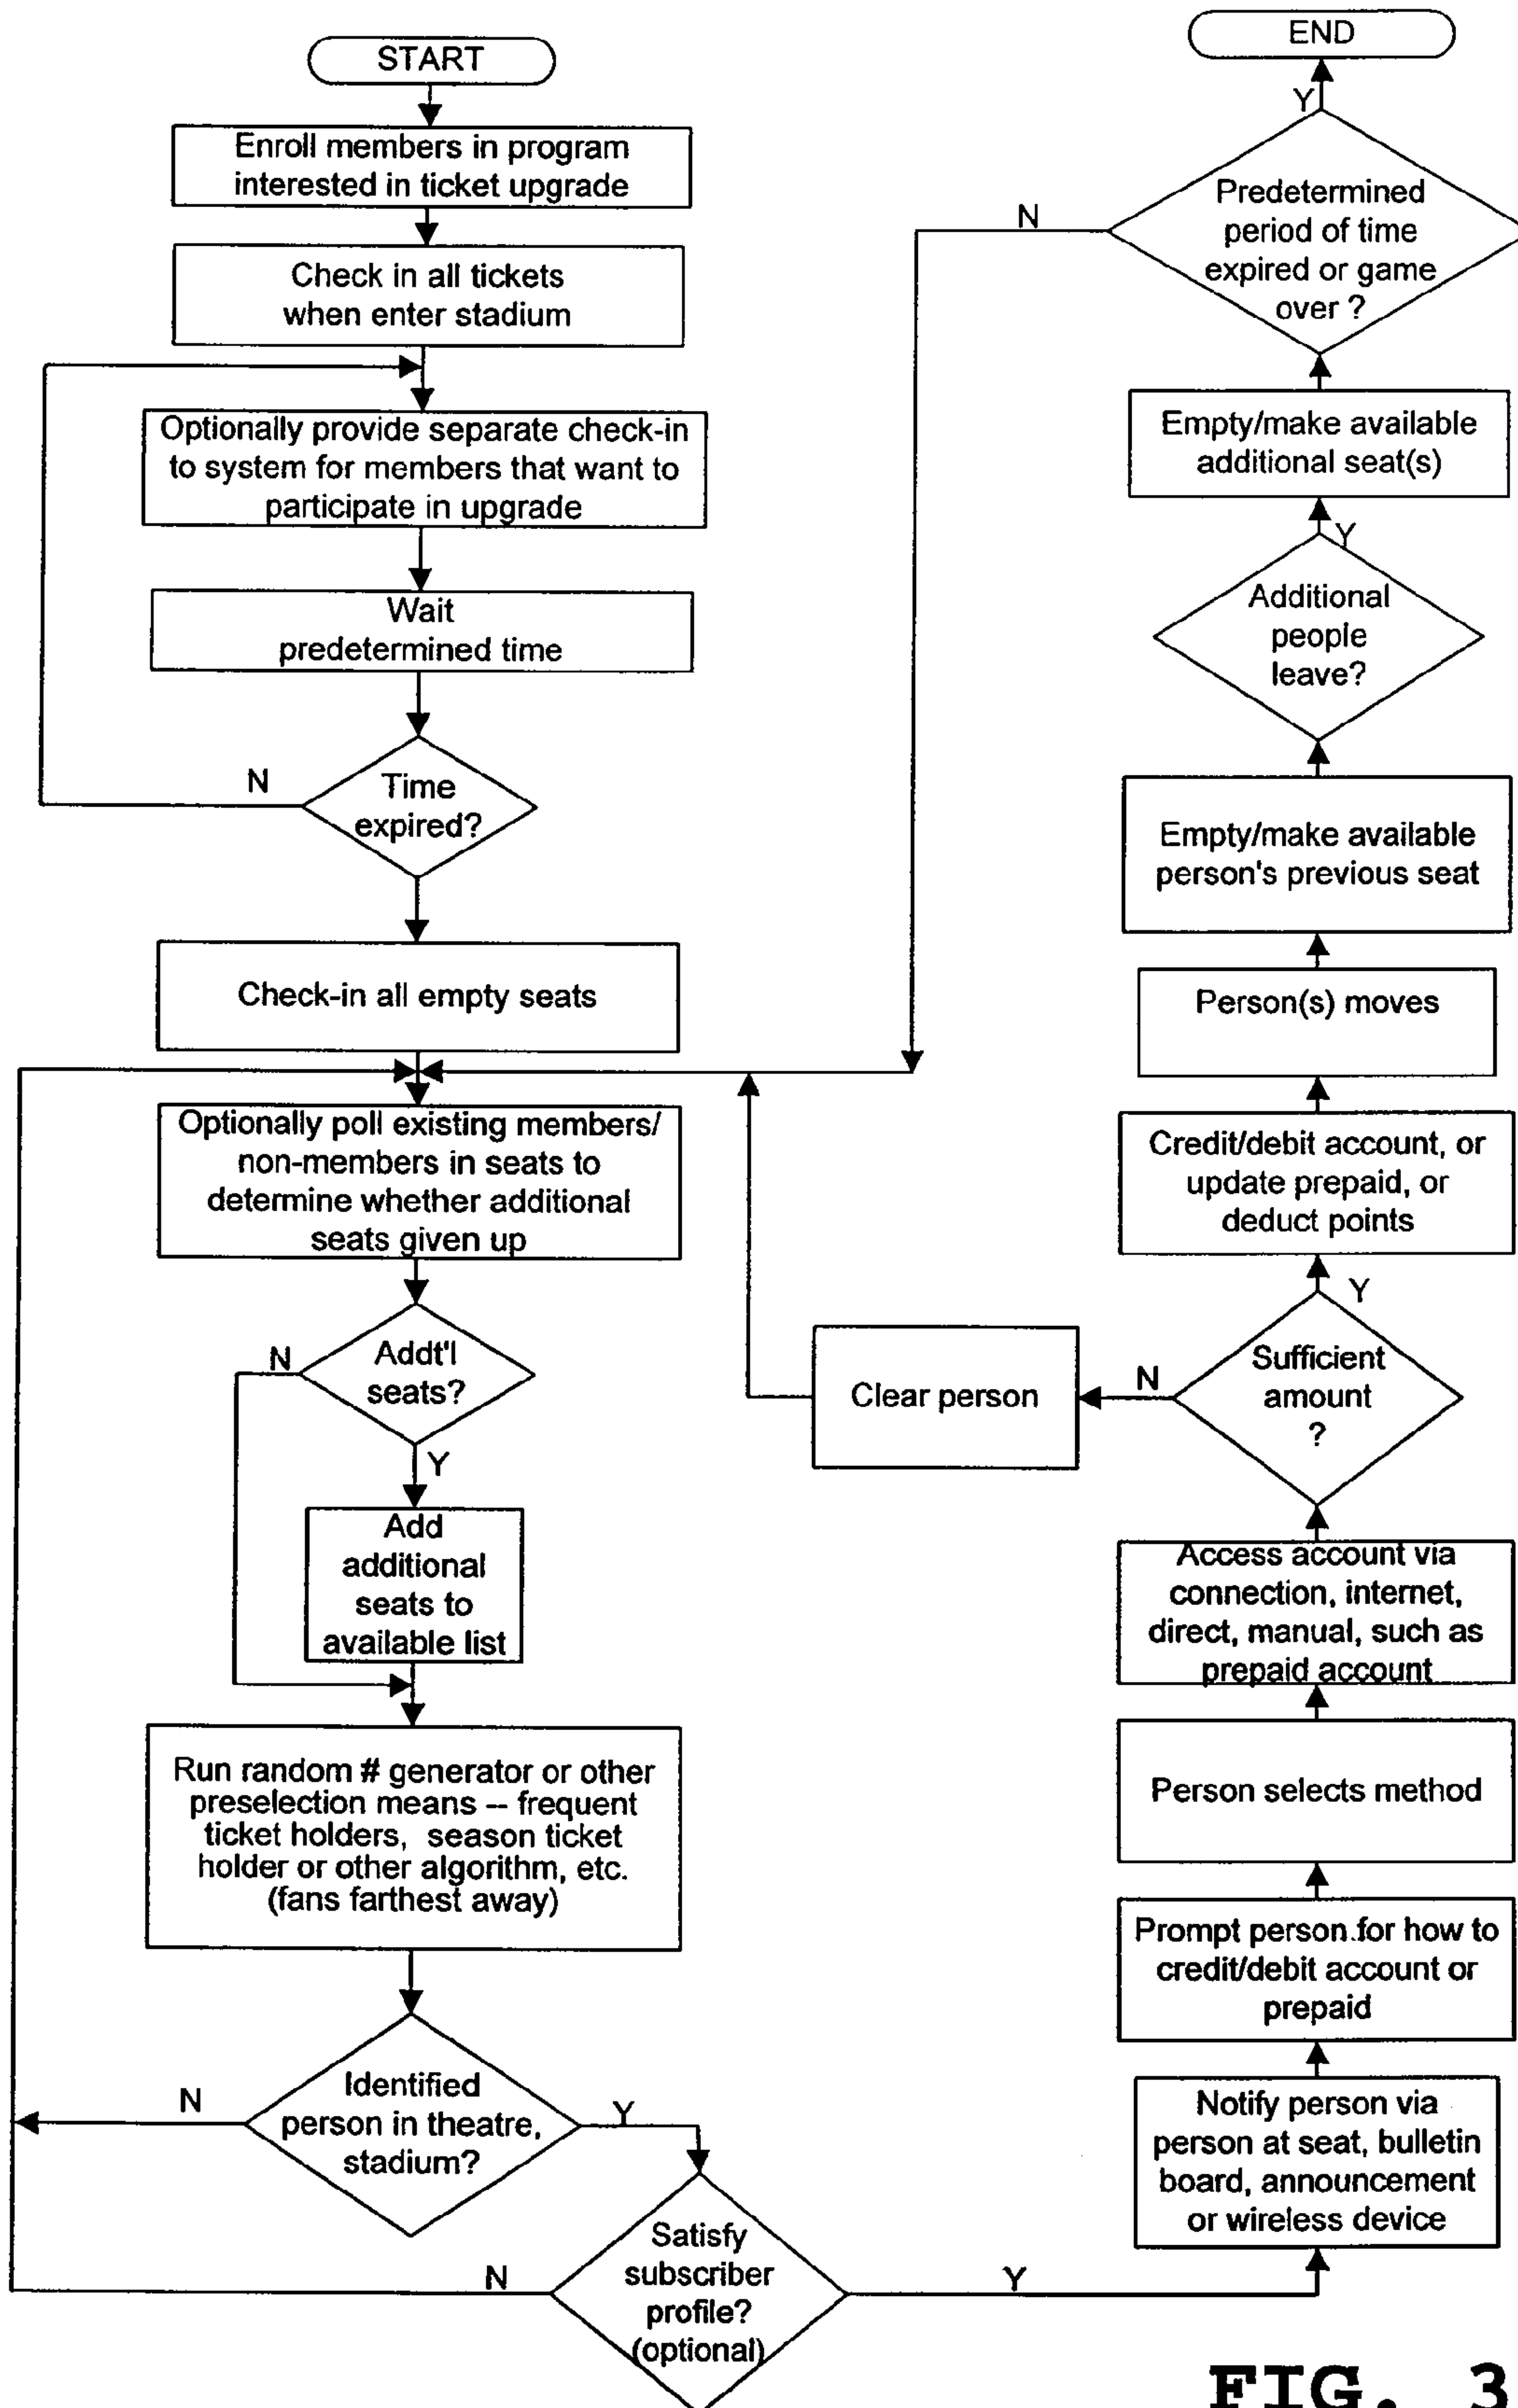 START
Enroll members in program
interested in ticket upgrade
Check in all tickets
when enter stadium
Optionally provide separate check-in
to system for members that want to
participate in upgrade
Wait
predetermined time
N
Time
expired?
Check-in all empty seats
Optionally poll existing members/
non-members in seats to
determine whether additional
seats given up
N
Addt'l
seats?
Y
Add
additional
seats to
available list
Run random # generator or other
preselection means -- frequent
ticket holders, season ticket
holder or other algorithm, etc.
(fans farthest away)
N
Identified
person in theatre,
stadium?
Y
N
Satisfy
subscriber
profile?
(optional)
Y
END
Y
N
Predetermined
period of time
expired or game
over ?
Empty/make available
additional seat(s)
Y
Additional
people
leave?
Empty/make available
person's previous seat
Person(s) moves
Credit/debit account, or
update prepaid, or
deduct points
Y
Clear person
N
Sufficient
amount
?
Access account via
connection, internet,
direct, manual, such as
prepaid account
Person selects method
Prompt person.for how to
credit/debit account or
prepaid
Notify person via
person at seat, bulletin
board, announcement
or wireless device
FIG. 3